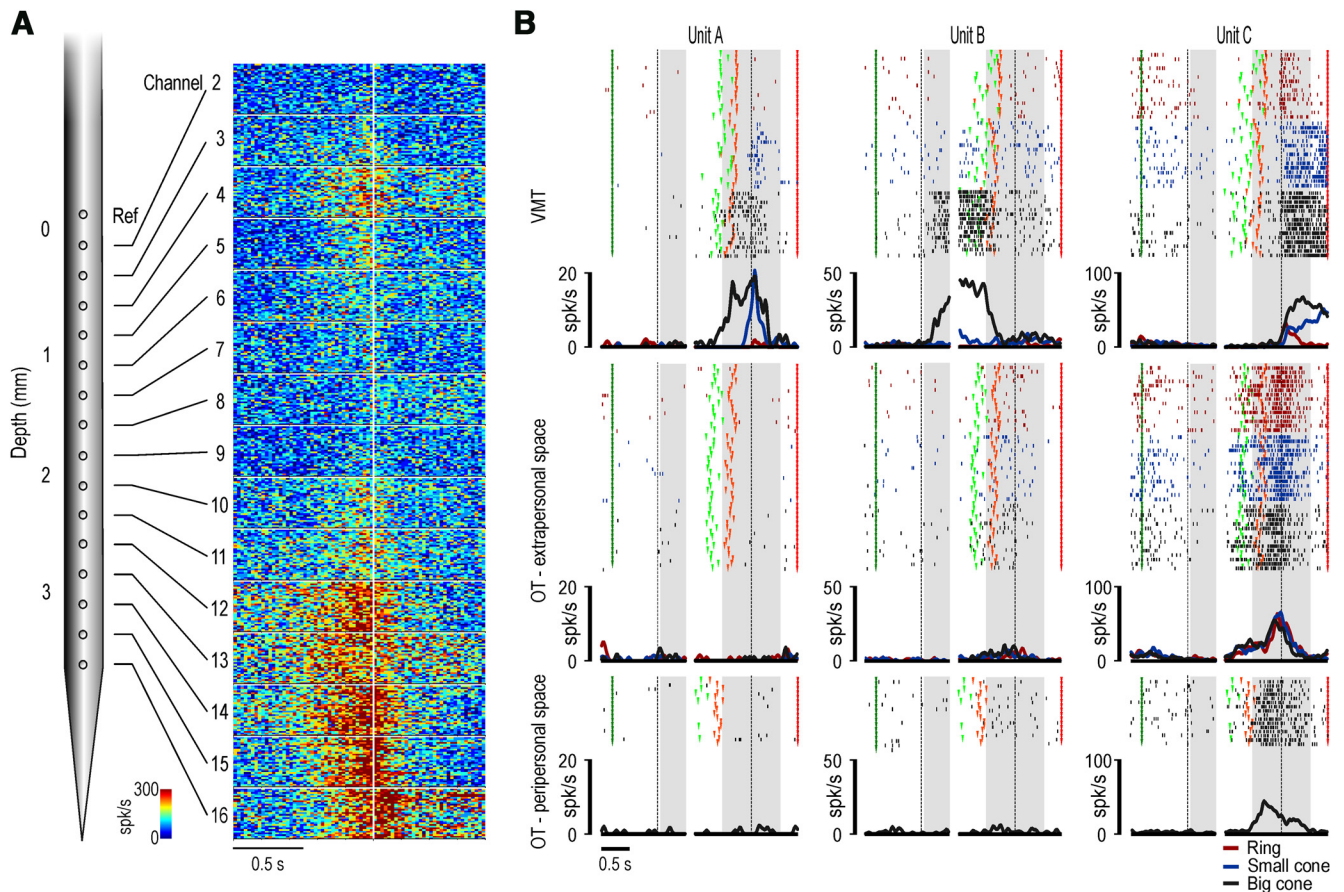 A
Channel 2
3
4
5
6
7
8
9
10
11
12
13
14
15
16
Ref
Depth (mm)
0
1
2
3
spk/s
300
0
0.5 s
B
Unit A
Unit B
Unit C
VMT
spk/s
20
0
spk/s
50
0
spk/s
100
0
OT - extrapersonal space
spk/s
20
0
spk/s
50
0
spk/s
100
0
OT - peripersonal space
spk/s
20
0
spk/s
50
0
spk/s
100
0
0.5 s
Ring
Small cone
Big cone